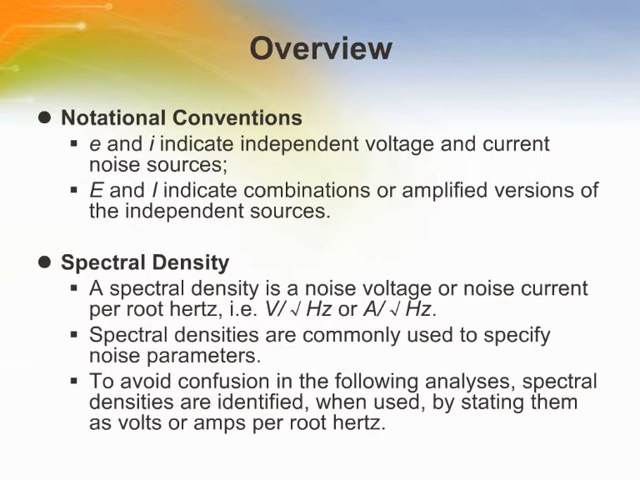 Overview
● Notational Conventions
▪ e and i indicate independent voltage and current
noise sources;
▪ E and I indicate combinations or amplified versions of
the independent sources.
● Spectral Density
▪ A spectral density is a noise voltage or noise current
per root hertz, i.e. V/ √ Hz or A/ √ Hz.
▪ Spectral densities are commonly used to specify
noise parameters.
▪ To avoid confusion in the following analyses, spectral
densities are identified, when used, by stating them
as volts or amps per root hertz.